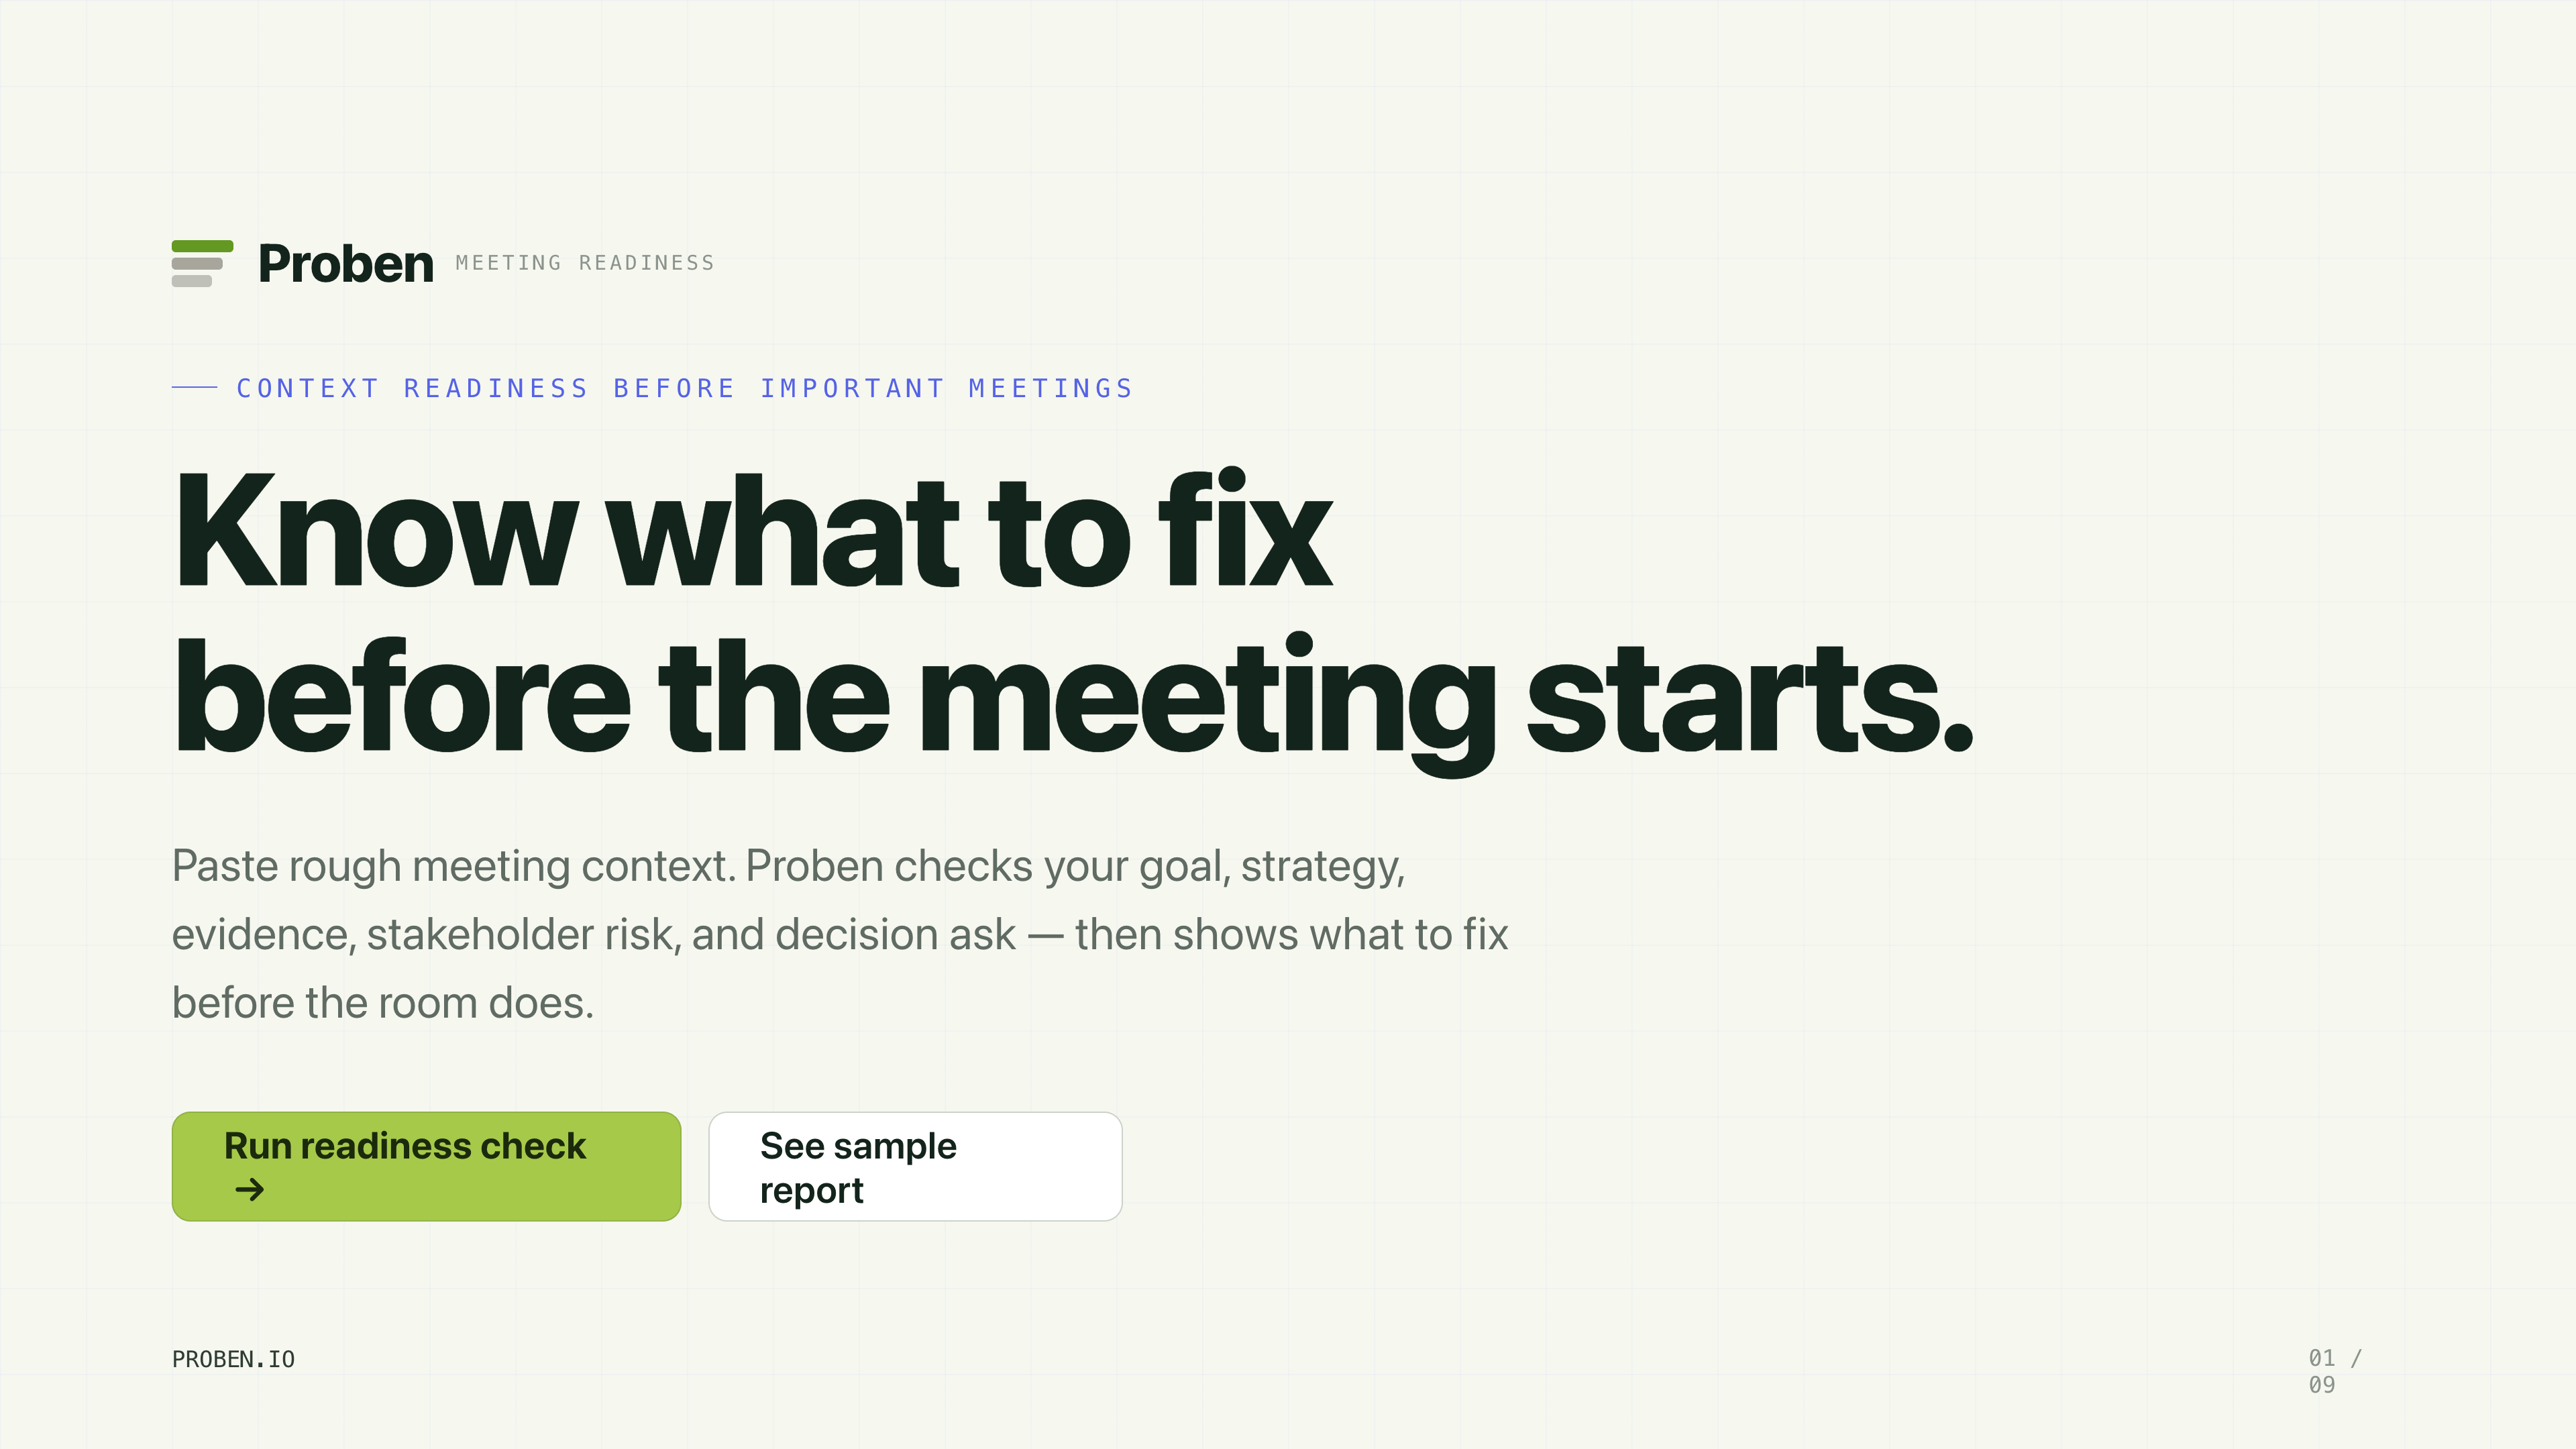 Proben MEETING READINESS
CONTEXT READINESS BEFORE IMPORTANT MEETINGS
Know what to fix
before the meeting starts.
Paste rough meeting context. Proben checks your goal, strategy,
evidence, stakeholder risk, and decision ask — then shows what to fix
before the room does.
Run readiness check
→
See sample
report
PROBEN.IO
01 /
09